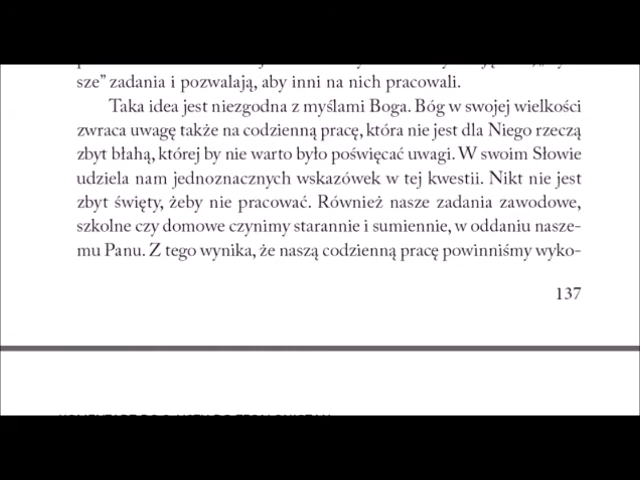 sze” zadania i pozwalają, aby inni na nich pracowali.
Taka idea jest niezgodna z myślami Boga. Bóg w swojej wielkości
zwraca uwagę także na codzienną pracę, która nie jest dla Niego rzeczą
zbyt błahą, której by nie warto było poświęcać uwagi. W swoim Słowie
udziela nam jednoznacznych wskazówek w tej kwestii. Nikt nie jest
zbyt święty, żeby nie pracować. Również nasze zadania zawodowe,
szkolne czy domowe czynimy starannie i sumiennie, w oddaniu nasze-
mu Panu. Z tego wynika, że naszą codzienną pracę powinniśmy wyko-
137